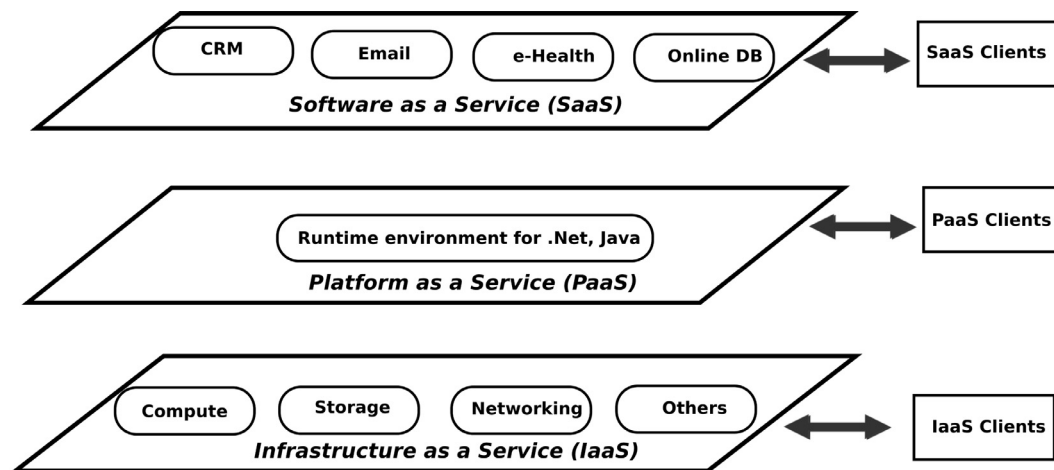 CRM
Email
e-Health
Online DB
Software as a Service (SaaS)
SaaS Clients
Runtime environment for .Net, Java
Platform as a Service (PaaS)
PaaS Clients
Compute
Storage
Networking
Others
Infrastructure as a Service (IaaS)
IaaS Clients